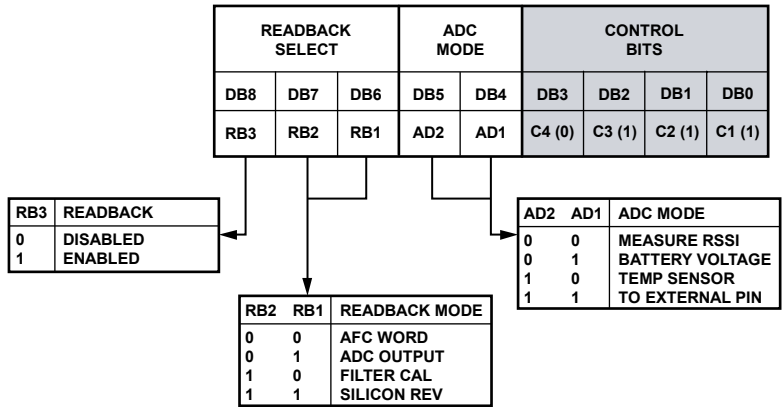 READBACK SELECT ADC MODE CONTROL BITS
DB8 DB7 DB6 DB5 DB4 DB3 DB2 DB1 DB0
RB3 RB2 RB1 AD2 AD1 C4 (0) C3 (1) C2 (1) C1 (1)
RB3 READBACK
0 DISABLED
1 ENABLED
AD2 AD1 ADC MODE
0 0 MEASURE RSSI
0 1 BATTERY VOLTAGE
1 0 TEMP SENSOR
1 1 TO EXTERNAL PIN
RB2 RB1 READBACK MODE
0 0 AFC WORD
0 1 ADC OUTPUT
1 0 FILTER CAL
1 1 SILICON REV